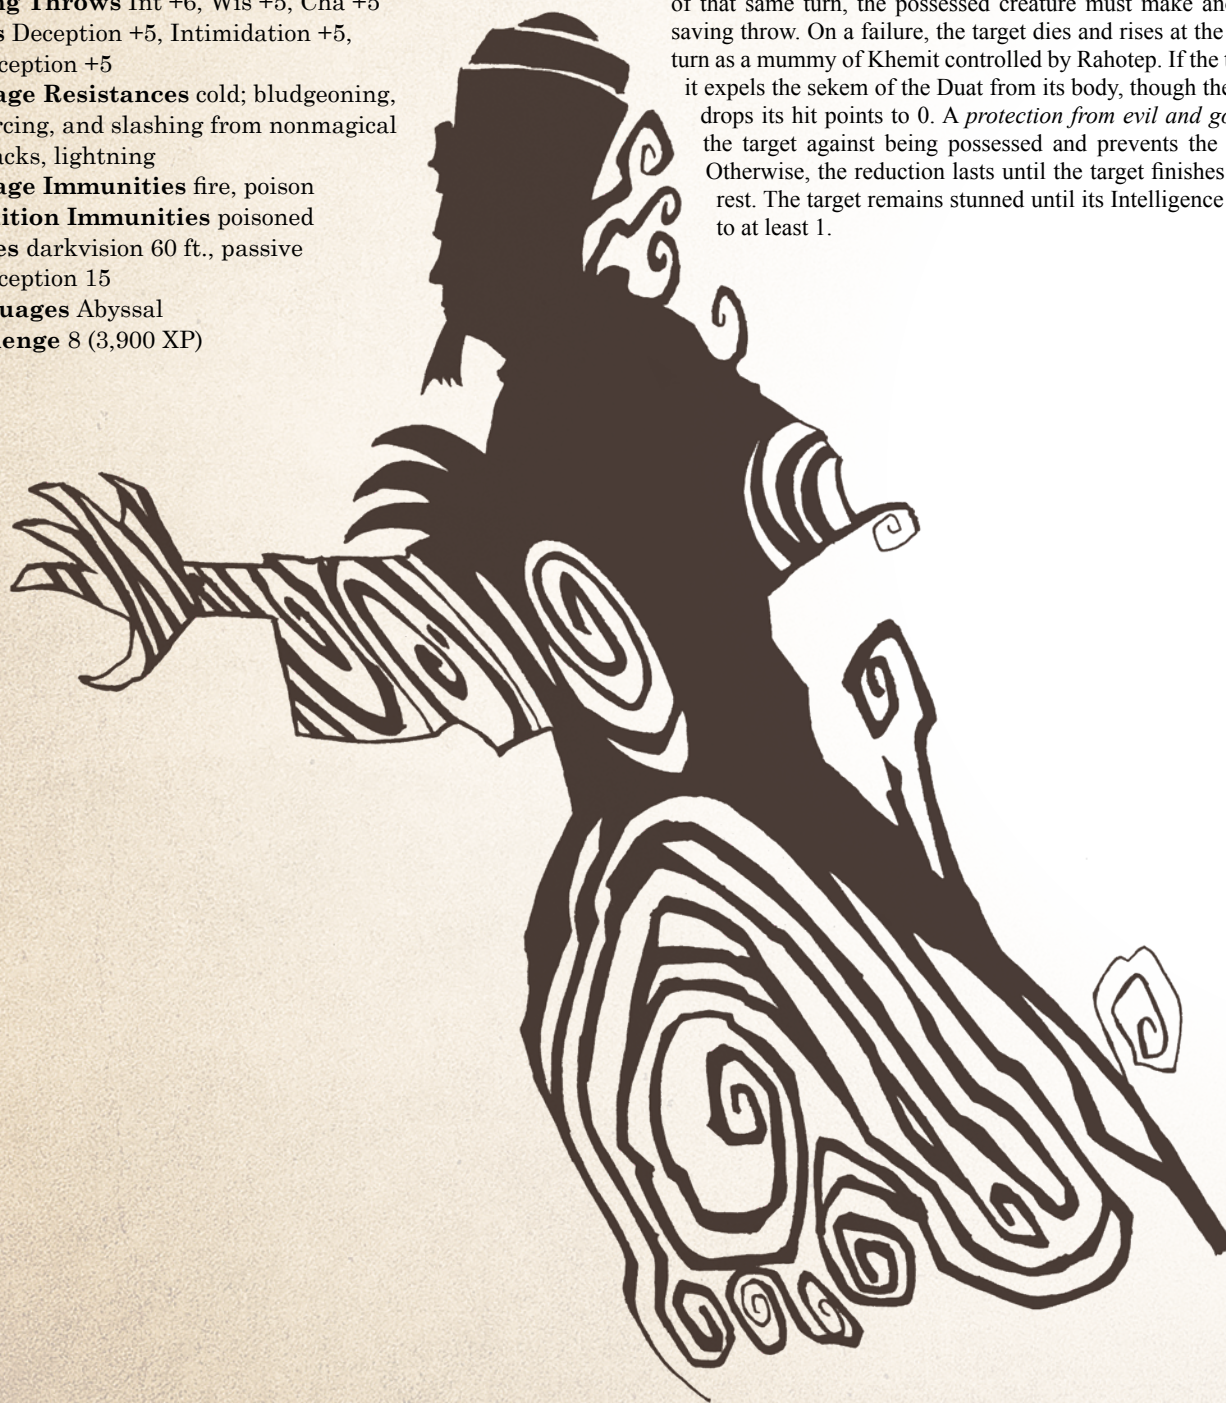 ng Throws Int +6, Wis +5, Cha +5
s Deception +5, Intimidation +5,
ception +5
age Resistances cold; bludgeoning,
rcing, and slashing from nonmagical
acks, lightning
age Immunities fire, poison
ition Immunities poisoned
es darkvision 60 ft., passive
ception 15
uages Abyssal
enge 8 (3,900 XP)
of that same turn, the possessed creature must make an
saving throw. On a failure, the target dies and rises at the
turn as a mummy of Khemit controlled by Rahotep. If the
it expels the sekem of the Duat from its body, though the
drops its hit points to 0. A protection from evil and go
the target against being possessed and prevents the
Otherwise, the reduction lasts until the target finishes
rest. The target remains stunned until its Intelligence
to at least 1.